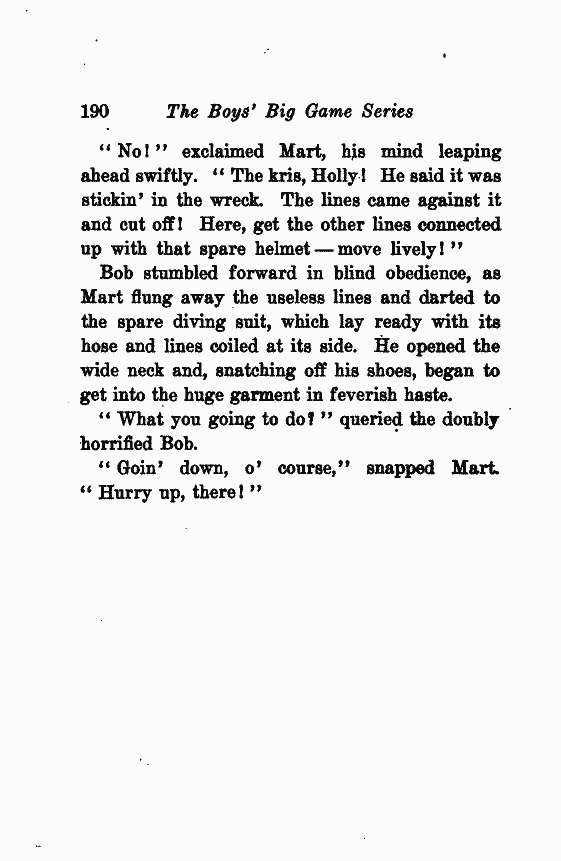 190 The Boys' Big Game Series
"No!" exclaimed Mart, his mind leaping
ahead swiftly. "The kris, Holly! He said it was
stickin' in the wreck. The lines came against it
and cut off! Here, get the other lines connected
up with that spare helmet—move lively!"
Bob stumbled forward in blind obedience, as
Mart flung away the useless lines and darted to
the spare diving suit, which lay ready with its
hose and lines coiled at its side. He opened the
wide neck and, snatching off his shoes, began to
get into the huge garment in feverish haste.
"What you going to do?" queried the doubly
horrified Bob.
"Goin' down, o' course," snapped Mart.
"Hurry up, there!"